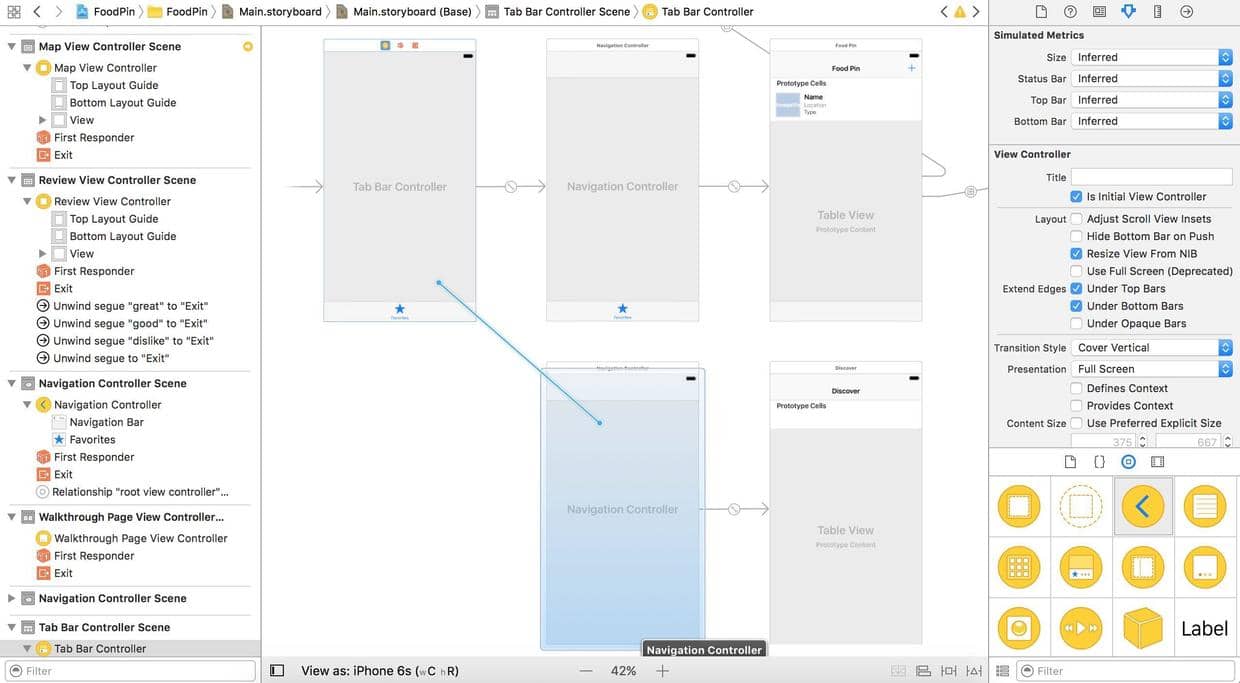 FoodPin
FoodPin
Main.storyboard
Main.storyboard (Base)
Tab Bar Controller Scene
Tab Bar Controller
Map View Controller Scene
Map View Controller
Top Layout Guide
Bottom Layout Guide
View
First Responder
Exit
Review View Controller Scene
Review View Controller
Top Layout Guide
Bottom Layout Guide
View
First Responder
Exit
Unwind segue "great" to "Exit"
Unwind segue "good" to "Exit"
Unwind segue "dislike" to "Exit"
Unwind segue to "Exit"
Navigation Controller Scene
Navigation Controller
Navigation Bar
Favorites
First Responder
Exit
Relationship "root view controller"...
Walkthrough Page View Controller...
Walkthrough Page View Controller
First Responder
Exit
Navigation Controller Scene
Tab Bar Controller Scene
Tab Bar Controller
Filter
Tab Bar Controller
Favorites
Navigation Controller
Navigation Controller
Favorites
Food Pin
Food Pin
Prototype Cells
Name
Location
Type
Table View
Prototype Content
Navigation Controller
Navigation Controller
Discover
Discover
Prototype Cells
Table View
Prototype Content
Navigation Controller
View as: iPhone 6s (wC hR)
42%
Simulated Metrics
Size Inferred
Status Bar Inferred
Top Bar Inferred
Bottom Bar Inferred
View Controller
Title
Is Initial View Controller
Layout Adjust Scroll View Insets
Hide Bottom Bar on Push
Resize View From NIB
Use Full Screen (Deprecated)
Extend Edges Under Top Bars
Under Bottom Bars
Under Opaque Bars
Transition Style Cover Vertical
Presentation Full Screen
Defines Context
Provides Context
Content Size Use Preferred Explicit Size
375 667
Label
Filter